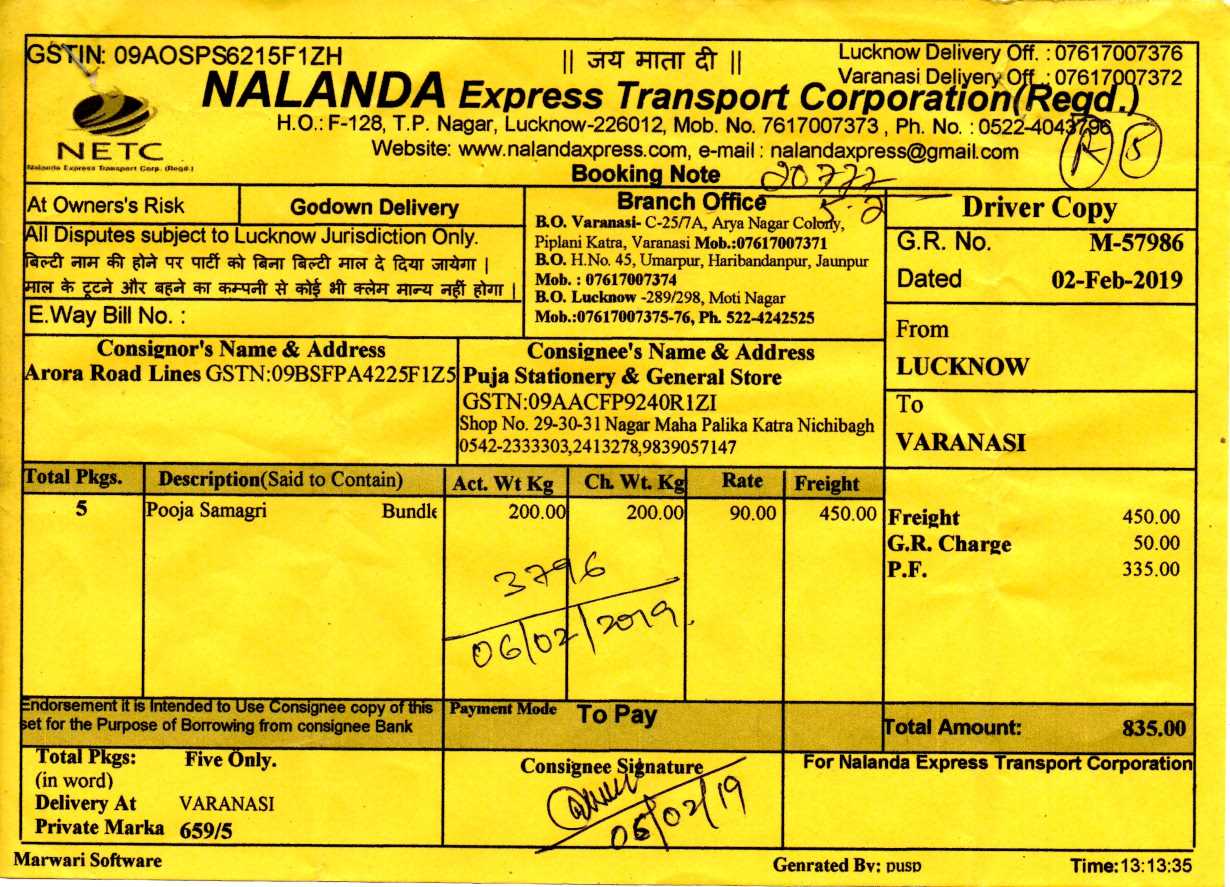 GSTIN: 09AOSPS6215F1ZH
|| जय माता दी ||
Lucknow Delivery Off. : 07617007376
Varanasi Delivery Off. : 07617007372
NALANDA Express Transport Corporation(Regd.)
H.O.: F-128, T.P. Nagar, Lucknow-226012, Mob. No. 7617007373 , Ph. No. : 0522-4043796
Website: www.nalandaxpress.com, e-mail : nalandaxpress@gmail.com
NETC
Nalanda Express Transport Corp. (Regd.)
R 5
Booking Note
5-2
At Owners's Risk
Godown Delivery
All Disputes subject to Lucknow Jurisdiction Only.
बिल्टी नाम की होने पर पार्टी को बिना बिल्टी माल दे दिया जायेगा |
माल के टूटने और बहने का कम्पनी से कोई भी क्लेम मान्य नहीं होगा |
E.Way Bill No. :
Branch Office
B.O. Varanasi- C-25/7A, Arya Nagar Colony,
Piplani Katra, Varanasi Mob.:07617007371
B.O. H.No. 45, Umarpur, Haribandanpur, Jaunpur
Mob. : 07617007374
B.O. Lucknow -289/298, Moti Nagar
Mob.:07617007375-76, Ph. 522-4242525
Driver Copy
G.R. No. M-57986
Dated 02-Feb-2019
From
LUCKNOW
To
VARANASI
Consignor's Name & Address
Arora Road Lines GSTN:09BSFPA4225F1Z5
Consignee's Name & Address
Puja Stationery & General Store
GSTN:09AACFP9240R1ZI
Shop No. 29-30-31 Nagar Maha Palika Katra Nichibagh
0542-2333303,2413278,9839057147
Total Pkgs. Description(Said to Contain) Act. Wt Kg Ch. Wt. Kg Rate Freight
5 Pooja Samagri Bundle 200.00 200.00 90.00 450.00
Freight 450.00
G.R. Charge 50.00
P.F. 335.00
3796
06/02/2019.
Endorsement it is Intended to Use Consignee copy of this
set for the Purpose of Borrowing from consignee Bank
Payment Mode To Pay
Total Amount: 835.00
Total Pkgs: Five Only.
(in word)
Delivery At VARANASI
Private Marka 659/5
Consignee Signature
06/02/19
For Nalanda Express Transport Corporation
Marwari Software
Genrated By: pusp
Time:13:13:35